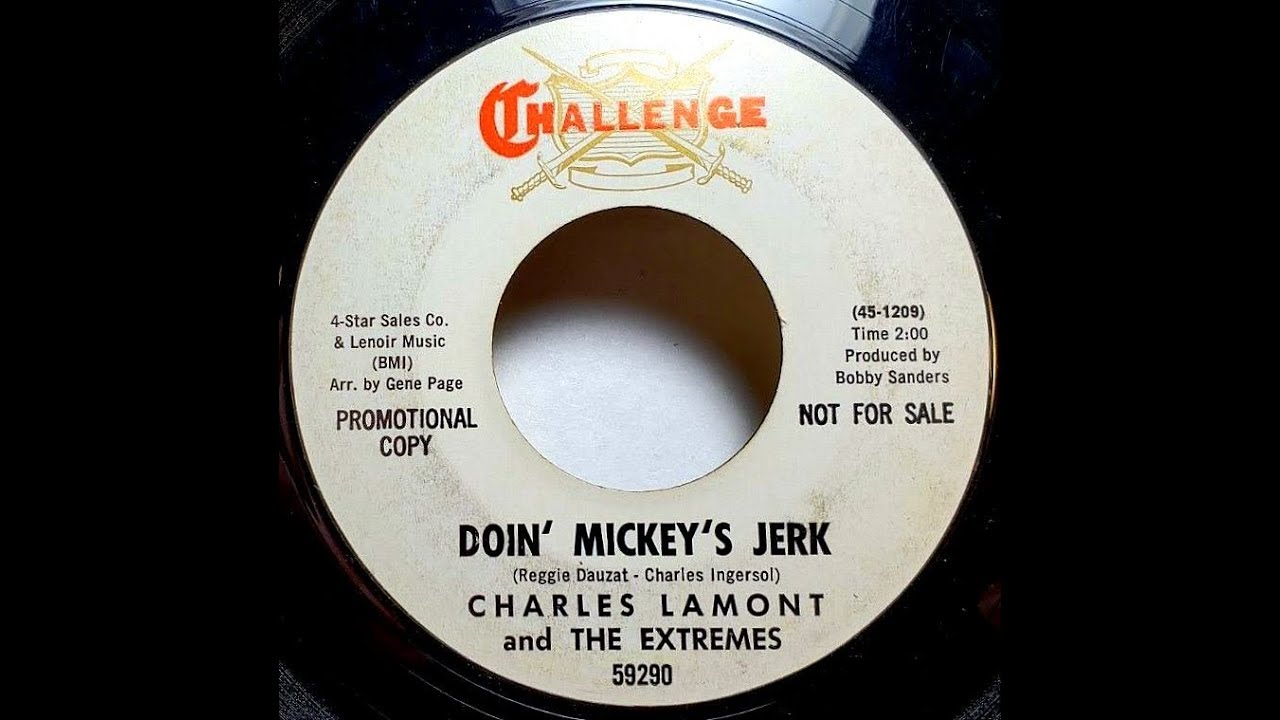 CHALLENGE
4-Star Sales Co.
& Lenoir Music
(BMI)
Arr. by Gene Page
PROMOTIONAL
COPY
(45-1209)
Time 2:00
Produced by
Bobby Sanders
NOT FOR SALE
DOIN' MICKEY'S JERK
(Reggie Dauzat - Charles Ingersol)
CHARLES LAMONT
and THE EXTREMES
59290